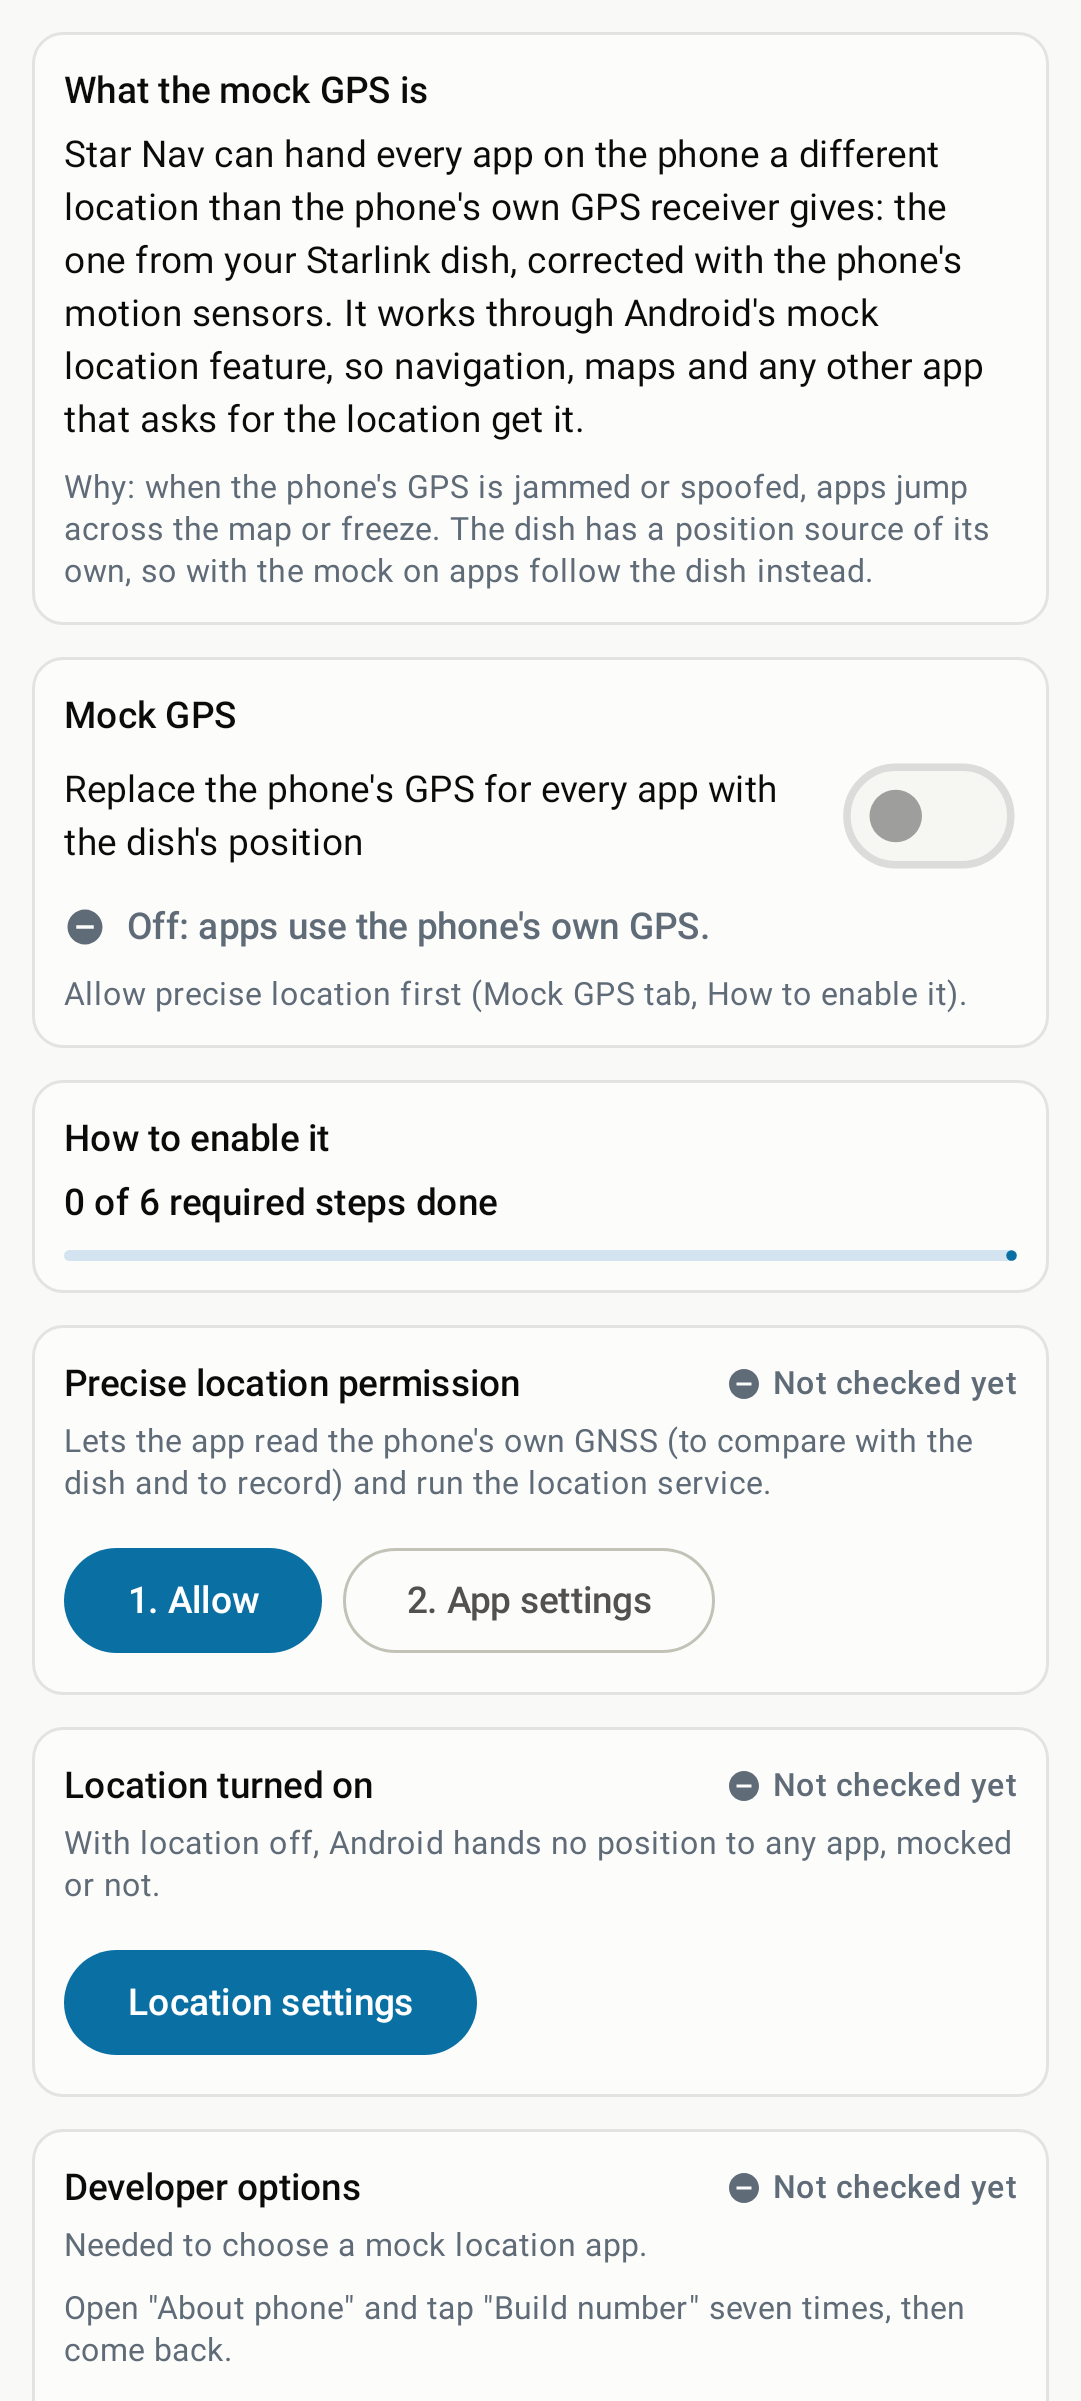 What the mock GPS is
Star Nav can hand every app on the phone a different
location than the phone's own GPS receiver gives: the
one from your Starlink dish, corrected with the phone's
motion sensors. It works through Android's mock
location feature, so navigation, maps and any other app
that asks for the location get it.
Why: when the phone's GPS is jammed or spoofed, apps jump
across the map or freeze. The dish has a position source of its
own, so with the mock on apps follow the dish instead.
Mock GPS
Replace the phone's GPS for every app with
the dish's position
Off: apps use the phone's own GPS.
Allow precise location first (Mock GPS tab, How to enable it).
How to enable it
0 of 6 required steps done
Precise location permission
Not checked yet
Lets the app read the phone's own GNSS (to compare with the
dish and to record) and run the location service.
1. Allow
2. App settings
Location turned on
Not checked yet
With location off, Android hands no position to any app, mocked
or not.
Location settings
Developer options
Not checked yet
Needed to choose a mock location app.
Open "About phone" and tap "Build number" seven times, then
come back.